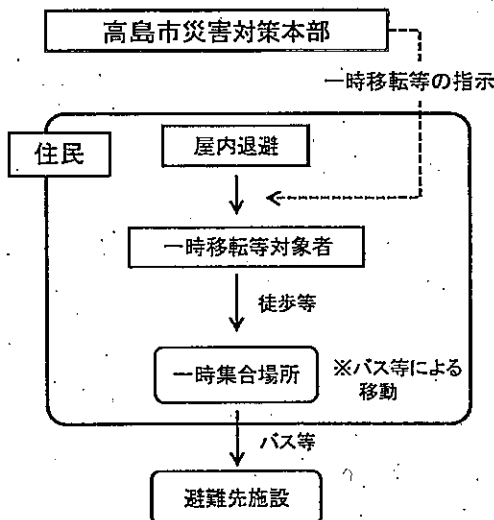 高島市災害対策本部
一時移転等の指示
住民
屋内退避
一時移転等対象者
徒歩等
一時集合場所
※バス等による
移動
バス等
避難先施設